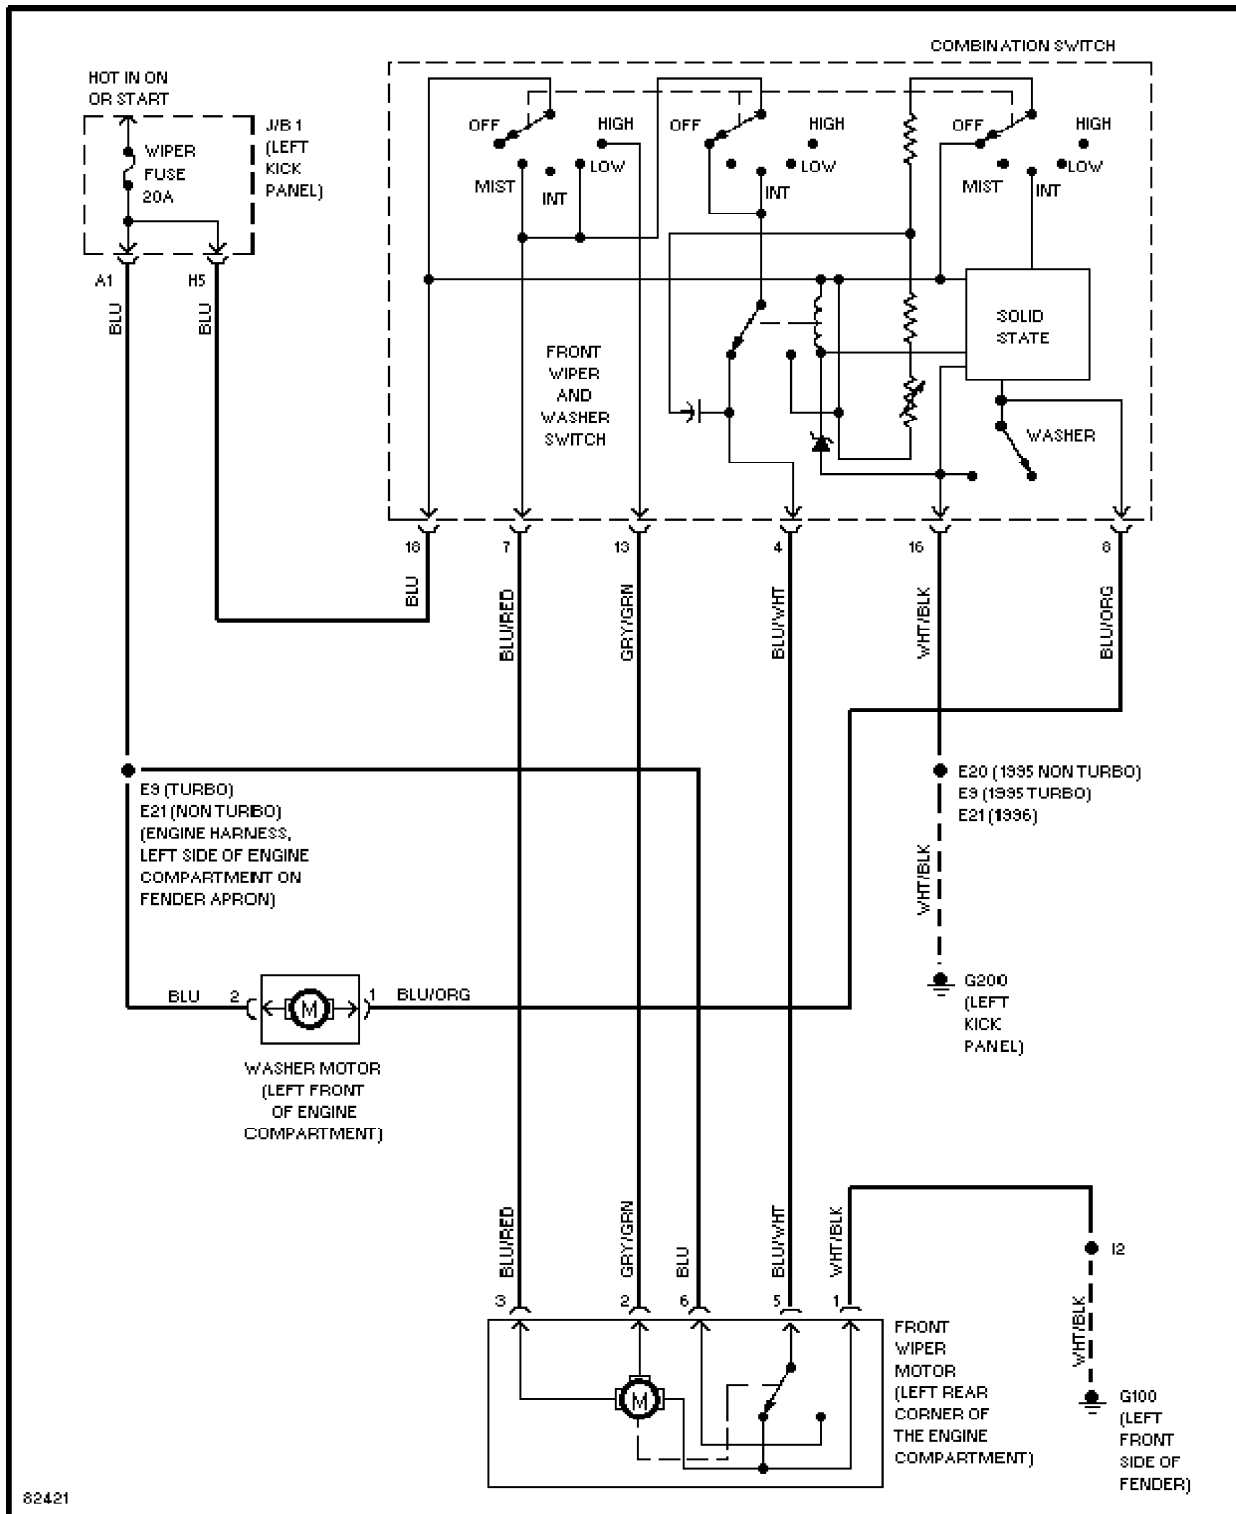 COMBINATION SWITCH
HOT IN ON
OR START
J/B 1
(LEFT
KICK
PANEL)
WIPER
FUSE
20A
OFF
HIGH
LOW
MIST
INT
OFF
HIGH
LOW
INT
OFF
HIGH
LOW
MIST
INT
A1
H5
BLU
BLU
FRONT
WIPER
AND
WASHER
SWITCH
SOLID
STATE
WASHER
18
7
13
4
16
8
BLU
BLU/RED
GRY/GRN
BLU/WHT
WHT/BLK
BLU/ORG
E9 (TURBO)
E21 (NON TURBO)
(ENGINE HARNESS,
LEFT SIDE OF ENGINE
COMPARTMENT ON
FENDER APRON)
E20 (1995 NON TURBO)
E9 (1995 TURBO)
E21 (1996)
WHT/BLK
G200
(LEFT
KICK
PANEL)
BLU
2
M
1
BLU/ORG
WASHER MOTOR
(LEFT FRONT
OF ENGINE
COMPARTMENT)
BLU/RED
GRY/GRN
BLU
BLU/WHT
WHT/BLK
3
2
6
5
1
I2
WHT/BLK
G100
(LEFT
FRONT
SIDE OF
FENDER)
M
FRONT
WIPER
MOTOR
(LEFT REAR
CORNER OF
THE ENGINE
COMPARTMENT)
82421